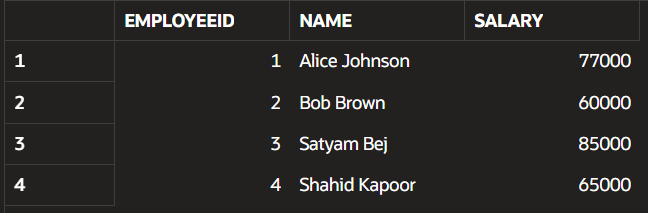 EMPLOYEEID NAME SALARY
1 1 Alice Johnson 77000
2 2 Bob Brown 60000
3 3 Satyam Bej 85000
4 4 Shahid Kapoor 65000